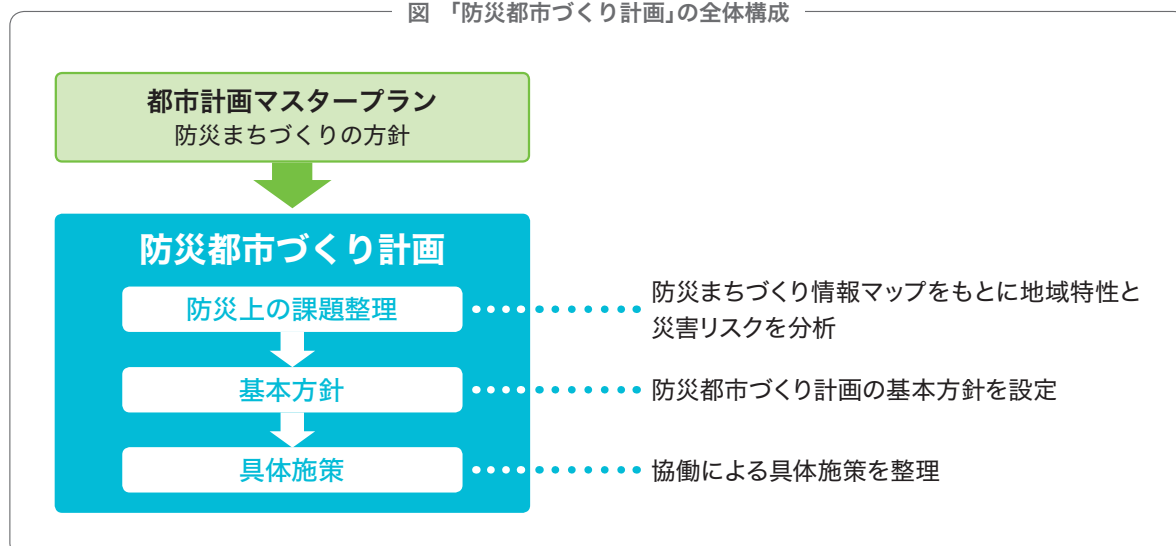 図 「防災都市づくり計画」の全体構成
都市計画マスタープラン
防災まちづくりの方針
防災都市づくり計画
防災上の課題整理
防災まちづくり情報マップをもとに地域特性と
災害リスクを分析
基本方針
防災都市づくり計画の基本方針を設定
具体施策
協働による具体施策を整理